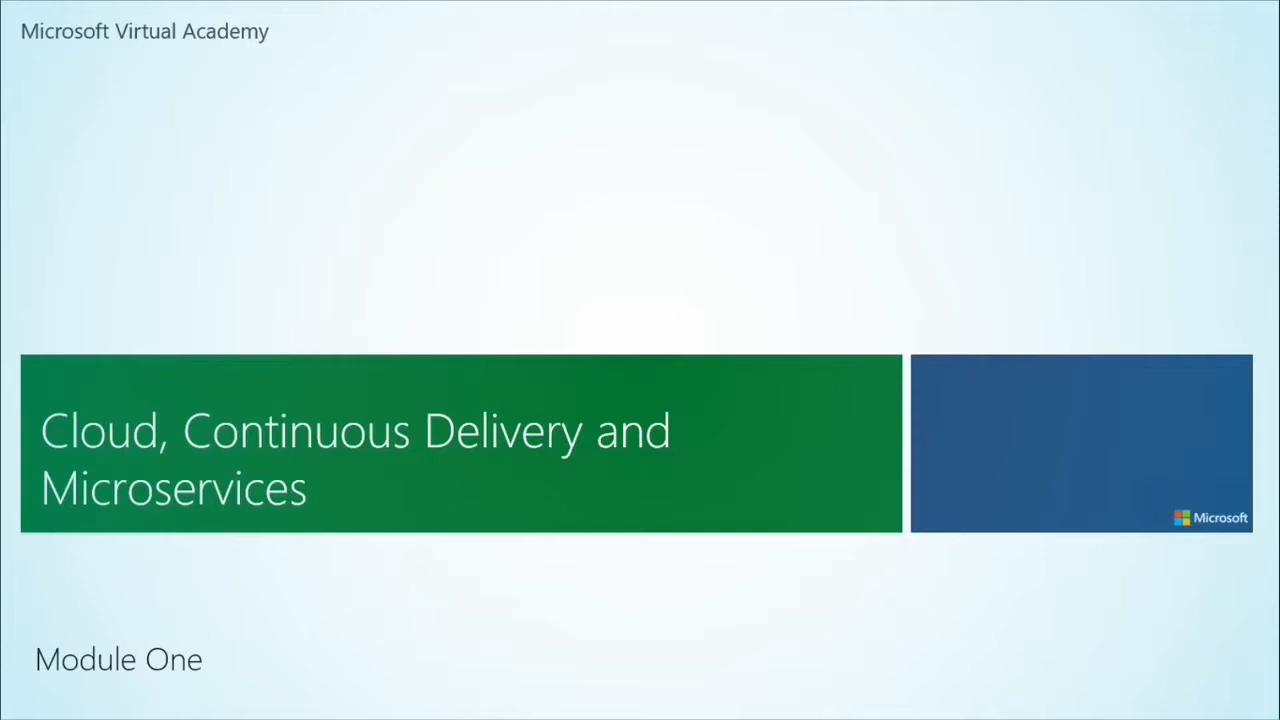 Microsoft Virtual Academy
Cloud, Continuous Delivery and
Microservices
Microsoft
Module One